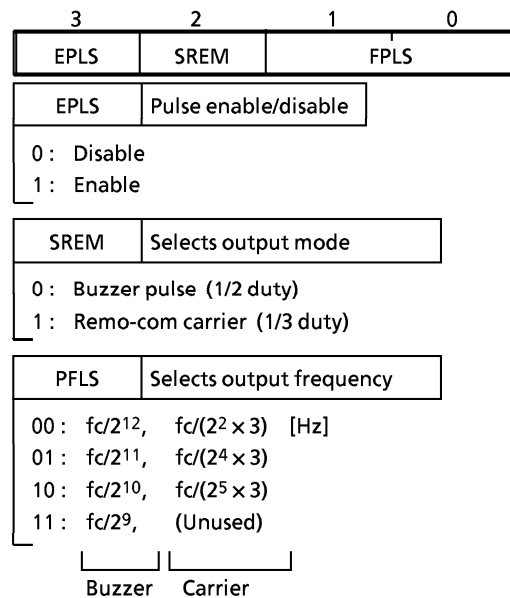 3 2 1 0
EPLS SREM FPLS
EPLS Pulse enable/disable
0 : Disable
1 : Enable
SREM Selects output mode
0 : Buzzer pulse (1/2 duty)
1 : Remo-com carrier (1/3 duty)
PFLS Selects output frequency
00 : fc/2¹², fc/(2² × 3) [Hz]
01 : fc/2¹¹, fc/(2⁴ × 3)
10 : fc/2¹⁰, fc/(2⁵ × 3)
11 : fc/2⁹, (Unused)
Buzzer Carrier